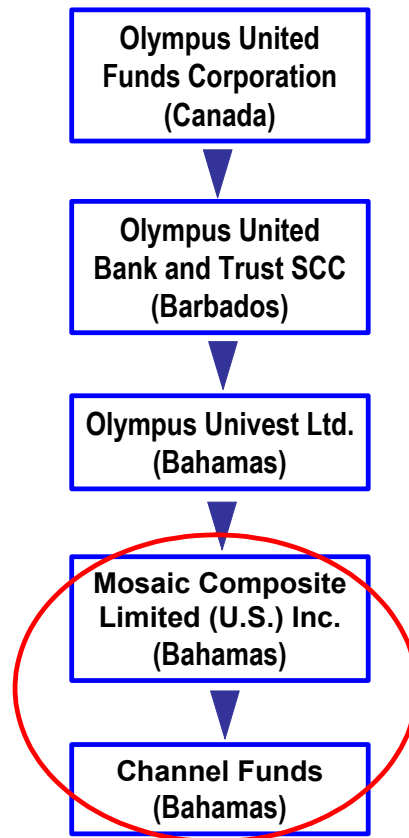 Olympus United
Funds Corporation
(Canada)
Olympus United
Bank and Trust SCC
(Barbados)
Olympus Univest Ltd.
(Bahamas)
Mosaic Composite
Limited (U.S.) Inc.
(Bahamas)
Channel Funds
(Bahamas)